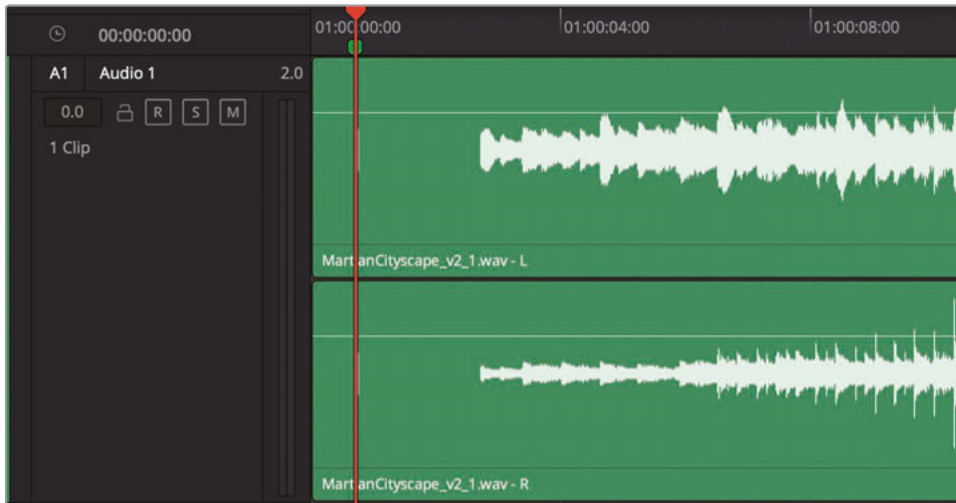 00:00:00:00
01:00:00:00 01:00:04:00 01:00:08:00
A1 Audio 1 2.0
0.0 R S M
1 Clip
MartianCityscape_v2_1.wav - L
MartianCityscape_v2_1.wav - R